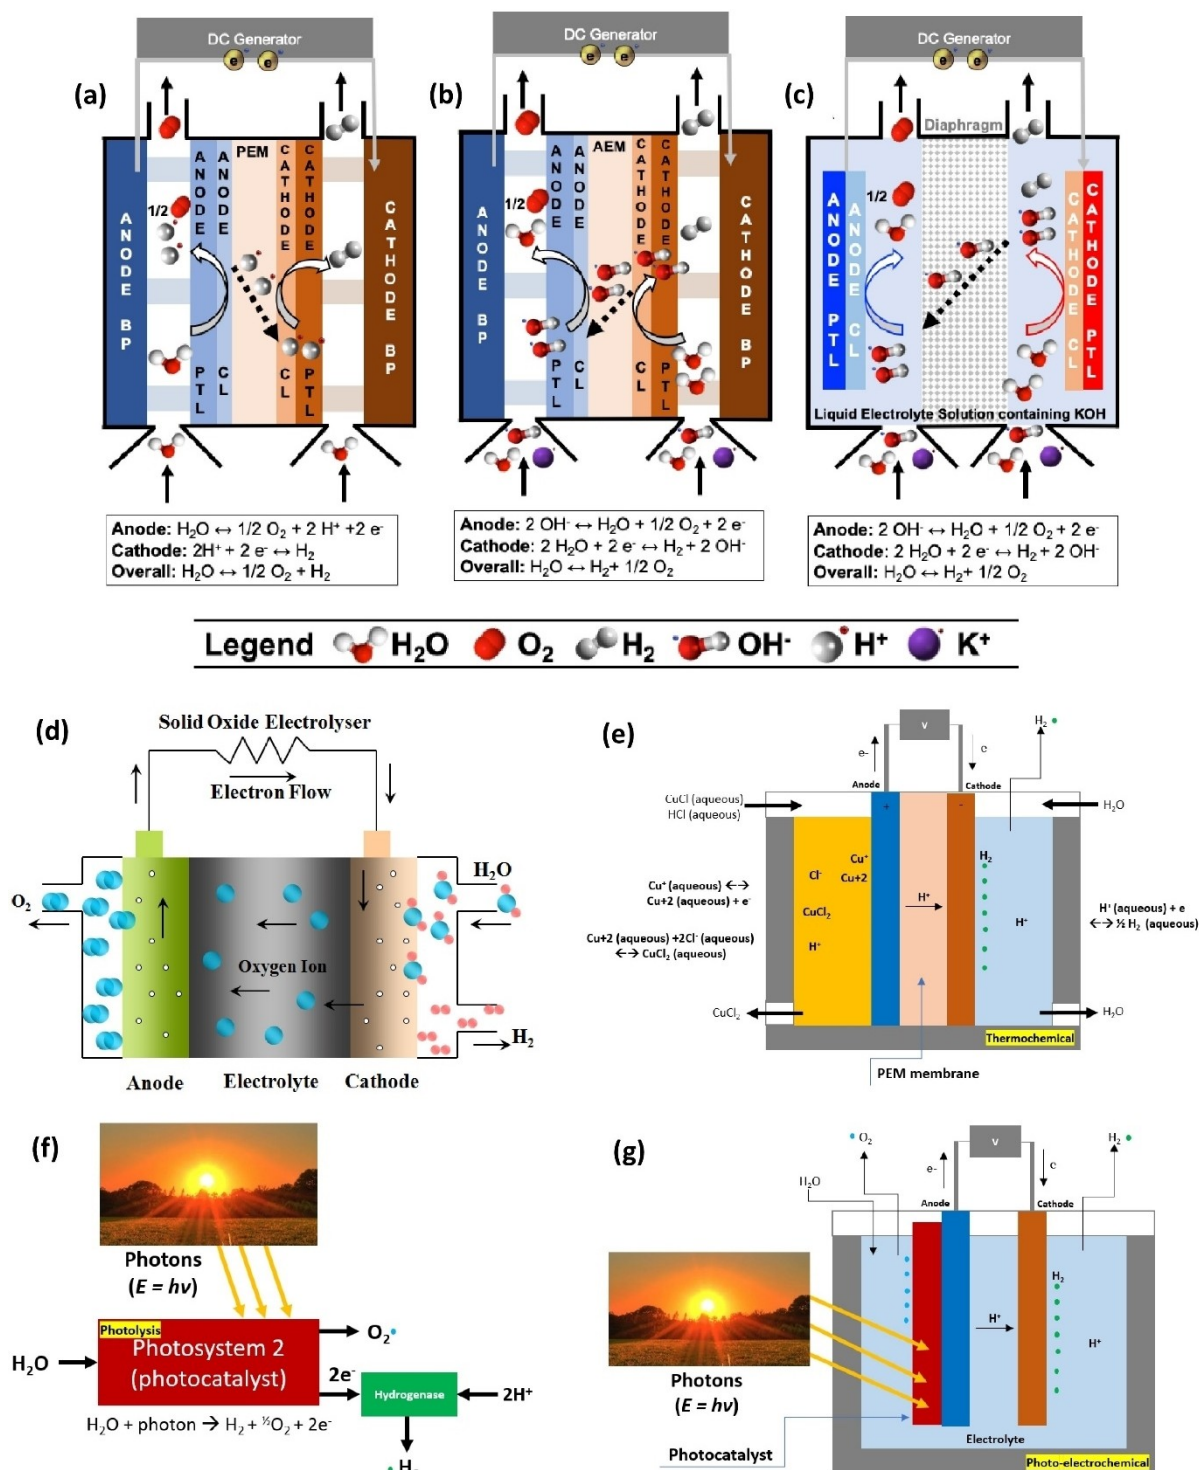 DC Generator
e e
(a)
PEM
ANODE BP
ANODE PTL
ANODE CL
CATHODE CL
CATHODE PTL
CATHODE BP
1/2
Anode: H₂O ↔ 1/2 O₂ + 2 H⁺ +2 e⁻
Cathode: 2H⁺ + 2 e⁻ ↔ H₂
Overall: H₂O ↔ 1/2 O₂ + H₂
DC Generator
e e
(b)
AEM
ANODE BP
ANODE PTL
ANODE CL
CATHODE CL
CATHODE PTL
CATHODE BP
1/2
Anode: 2 OH⁻ ↔ H₂O + 1/2 O₂ + 2 e⁻
Cathode: 2 H₂O + 2 e⁻ ↔ H₂ + 2 OH⁻
Overall: H₂O ↔ H₂+ 1/2 O₂
DC Generator
e e
(c)
Diaphragm
ANODE PTL
ANODE CL
CATHODE CL
CATHODE PTL
1/2
Liquid Electrolyte Solution containing KOH
Anode: 2 OH⁻ ↔ H₂O + 1/2 O₂ + 2 e⁻
Cathode: 2 H₂O + 2 e⁻ ↔ H₂ + 2 OH⁻
Overall: H₂O ↔ H₂+ 1/2 O₂
Legend H₂O O₂ H₂ OH⁻ H⁺ K⁺
(d)
Solid Oxide Electrolyser
Electron Flow
H₂O
O₂
Oxygen Ion
H₂
Anode Electrolyte Cathode
(e)
V
H₂
e-
e
Anode
Cathode
CuCl (aqueous)
HCl (aqueous)
H₂O
+
-
Cu⁺
Cu+2
Cl⁻
CuCl₂
H⁺
H⁺
H₂
H⁺
Cu⁺ (aqueous) ←→
Cu+2 (aqueous) + e⁻
Cu+2 (aqueous) +2Cl⁻ (aqueous)
←→ CuCl₂ (aqueous)
H⁺ (aqueous) + e
←→ ½ H₂ (aqueous)
CuCl₂
H₂O
Thermochemical
PEM membrane
(f)
Photons
(E = hν)
Photolysis
Photosystem 2
(photocatalyst)
H₂O
O₂
2e⁻
Hydrogenase
2H⁺
H₂O + photon → H₂ + ½O₂ + 2e⁻
H₂
(g)
V
O₂
H₂
H₂O
e-
e
Anode
Cathode
H₂
H⁺
H⁺
Photons
(E = hν)
Electrolyte
Photocatalyst
Photo-electrochemical